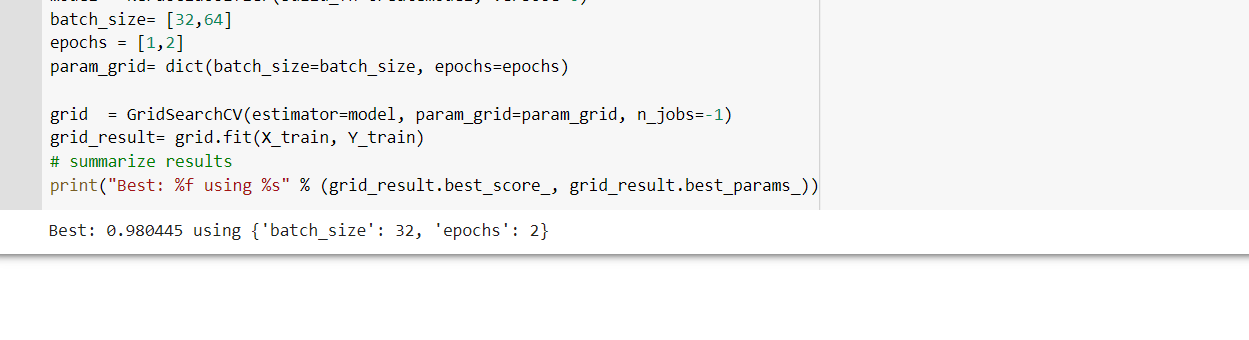 batch_size= [32,64]
epochs = [1,2]
param_grid= dict(batch_size=batch_size, epochs=epochs)
grid  = GridSearchCV(estimator=model, param_grid=param_grid, n_jobs=-1)
grid_result= grid.fit(X_train, Y_train)
# summarize results
print("Best: %f using %s" % (grid_result.best_score_, grid_result.best_params_))
Best: 0.980445 using {'batch_size': 32, 'epochs': 2}